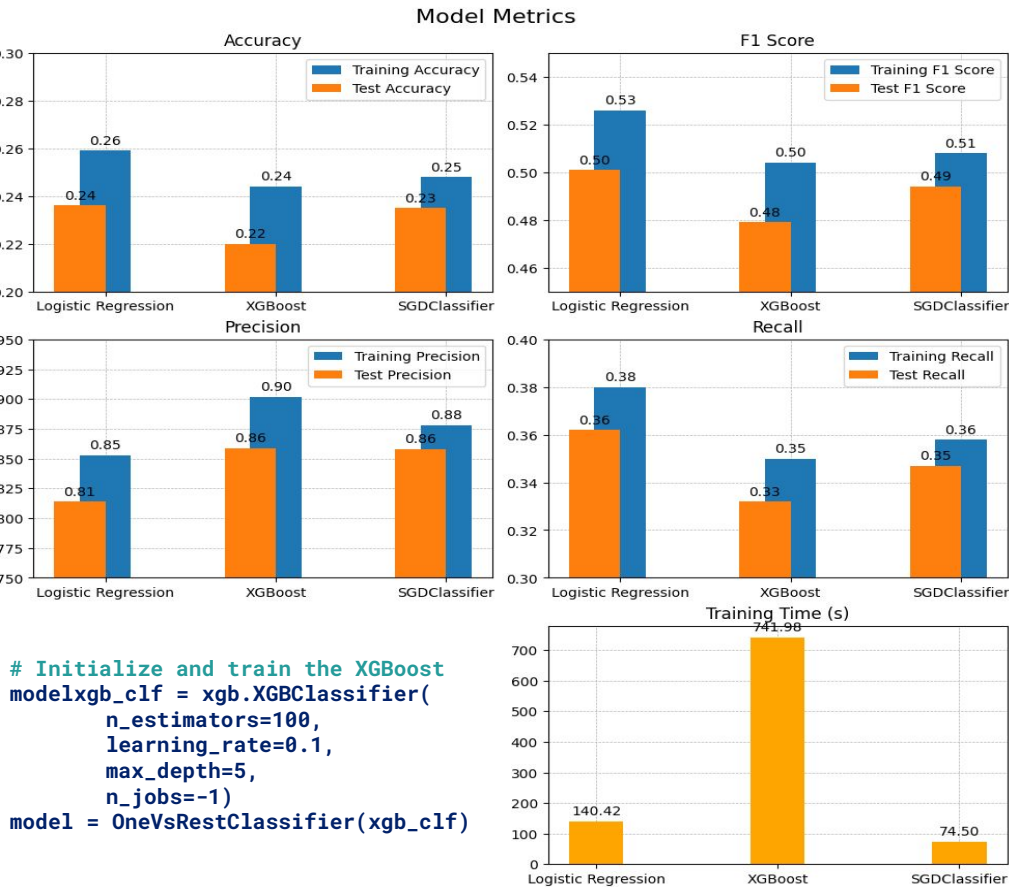 Model Metrics
Accuracy
0.30
0.28
0.26
0.24
0.22
0.20
Training Accuracy
Test Accuracy
0.26
0.24
0.24
0.22
0.25
0.23
Logistic Regression
XGBoost
SGDClassifier
F1 Score
0.54
0.52
0.50
0.48
0.46
Training F1 Score
Test F1 Score
0.53
0.50
0.50
0.48
0.51
0.49
Logistic Regression
XGBoost
SGDClassifier
Precision
950
925
900
875
850
825
800
775
750
Training Precision
Test Precision
0.85
0.81
0.90
0.86
0.88
0.86
Logistic Regression
XGBoost
SGDClassifier
Recall
0.40
0.38
0.36
0.34
0.32
0.30
Training Recall
Test Recall
0.38
0.36
0.35
0.33
0.36
0.35
Logistic Regression
XGBoost
SGDClassifier
# Initialize and train the XGBoost
modelxgb_clf = xgb.XGBClassifier(
n_estimators=100,
learning_rate=0.1,
max_depth=5,
n_jobs=-1)
model = OneVsRestClassifier(xgb_clf)
Training Time (s)
700
600
500
400
300
200
100
0
140.42
741.98
74.50
Logistic Regression
XGBoost
SGDClassifier